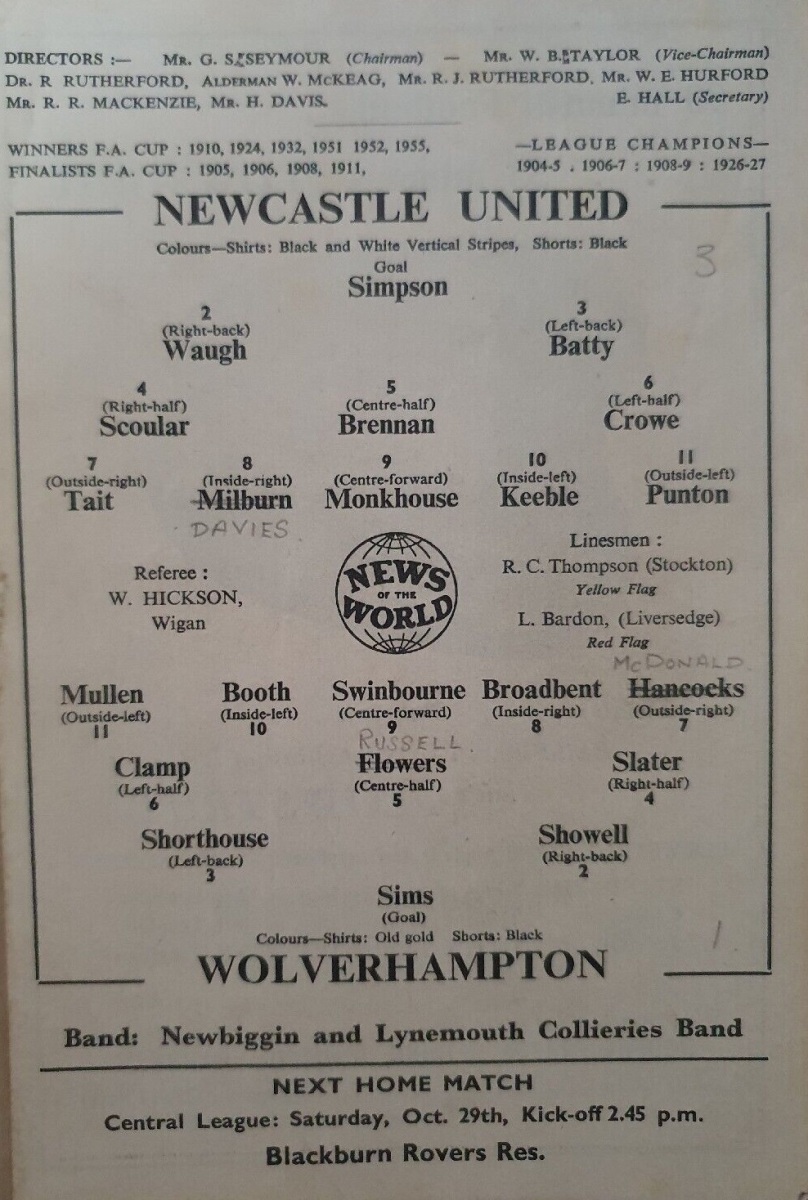 DIRECTORS :— MR. G. S. SEYMOUR (Chairman) — MR. W. B. TAYLOR (Vice-Chairman)
DR. R RUTHERFORD, ALDERMAN W. MCKEAG, MR. R. J. RUTHERFORD, MR. W. E. HURFORD
MR. R. R. MACKENZIE, MR. H. DAVIS. E. HALL (Secretary)
WINNERS F.A. CUP : 1910, 1924, 1932, 1951 1952, 1955, —LEAGUE CHAMPIONS—
FINALISTS F.A. CUP : 1905, 1906, 1908, 1911, 1904-5 . 1906-7 : 1908-9 : 1926-27
NEWCASTLE UNITED
Colours—Shirts: Black and White Vertical Stripes, Shorts: Black
3
Goal
Simpson
2 3
(Right-back) (Left-back)
Waugh Batty
4 5 6
(Right-half) (Centre-half) (Left-half)
Scoular Brennan Crowe
7 8 9 10 11
(Outside-right) (Inside-right) (Centre-forward) (Inside-left) (Outside-left)
Tait Milburn Monkhouse Keeble Punton
DAVIES
Referee :
W. HICKSON,
Wigan
NEWS
OF THE
WORLD
Linesmen :
R. C. Thompson (Stockton)
Yellow Flag
L. Bardon, (Liversedge)
Red Flag
McDONALD
Mullen Booth Swinbourne Broadbent Hancocks
(Outside-left) (Inside-left) (Centre-forward) (Inside-right) (Outside-right)
11 10 9 8 7
RUSSELL
Clamp Flowers Slater
(Left-half) (Centre-half) (Right-half)
6 5 4
Shorthouse Showell
(Left-back) (Right-back)
3 2
Sims
(Goal)
Colours—Shirts: Old gold Shorts: Black
1
WOLVERHAMPTON
Band: Newbiggin and Lynemouth Collieries Band
NEXT HOME MATCH
Central League: Saturday, Oct. 29th, Kick-off 2.45 p.m.
Blackburn Rovers Res.